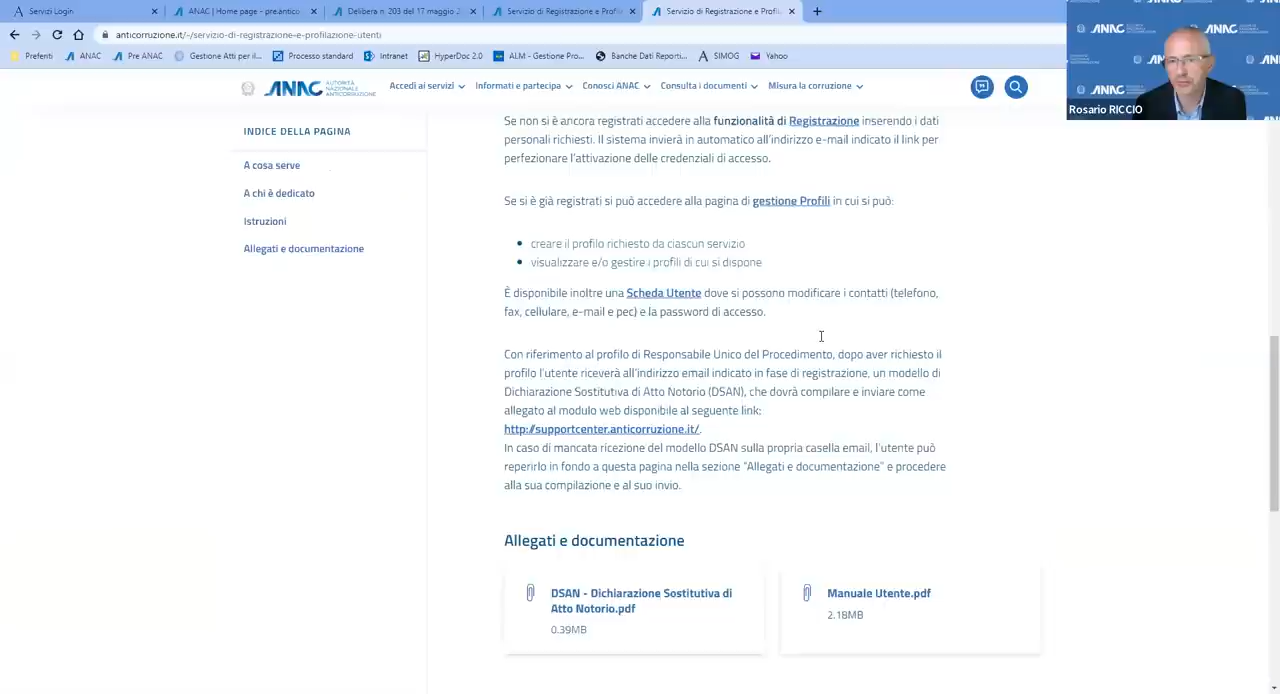 Servizi Login
ANAC | Home page - pre.antico
Delibera n. 203 del 17 maggio 2
Servizio di Registrazione e Profila
Servizio di Registrazione e Profila
anticorruzione.it/-/servizio-di-registrazione-e-profilazione-utenti
Preferiti
ANAC
Pre ANAC
Gestione Atti per il...
Processo standard
Intranet
HyperDoc 2.0
ALM - Gestione Pro...
Banche Dati Reporti...
SIMOG
Yahoo
ANAC
AUTORITÀ
NAZIONALE
ANTICORRUZIONE
Accedi ai servizi
Informati e partecipa
Conosci ANAC
Consulta i documenti
Misura la corruzione
Rosario RICCIO
INDICE DELLA PAGINA
A cosa serve
A chi è dedicato
Istruzioni
Allegati e documentazione
Se non si è ancora registrati accedere alla funzionalità di Registrazione inserendo i dati
personali richiesti. Il sistema invierà in automatico all'indirizzo e-mail indicato il link per
perfezionare l'attivazione delle credenziali di accesso.
Se si è già registrati si può accedere alla pagina di gestione Profili in cui si può:
• creare il profilo richiesto da ciascun servizio
• visualizzare e/o gestire i profili di cui si dispone
È disponibile inoltre una Scheda Utente dove si possono modificare i contatti (telefono,
fax, cellulare, e-mail e pec) e la password di accesso.
Con riferimento al profilo di Responsabile Unico del Procedimento, dopo aver richiesto il
profilo l'utente riceverà all'indirizzo email indicato in fase di registrazione, un modello di
Dichiarazione Sostitutiva di Atto Notorio (DSAN), che dovrà compilare e inviare come
allegato al modulo web disponibile al seguente link:
http://supportcenter.anticorruzione.it/.
In caso di mancata ricezione del modello DSAN sulla propria casella email, l'utente può
reperirlo in fondo a questa pagina nella sezione "Allegati e documentazione" e procedere
alla sua compilazione e al suo invio.
Allegati e documentazione
DSAN - Dichiarazione Sostitutiva di
Atto Notorio.pdf
0.39MB
Manuale Utente.pdf
2.18MB